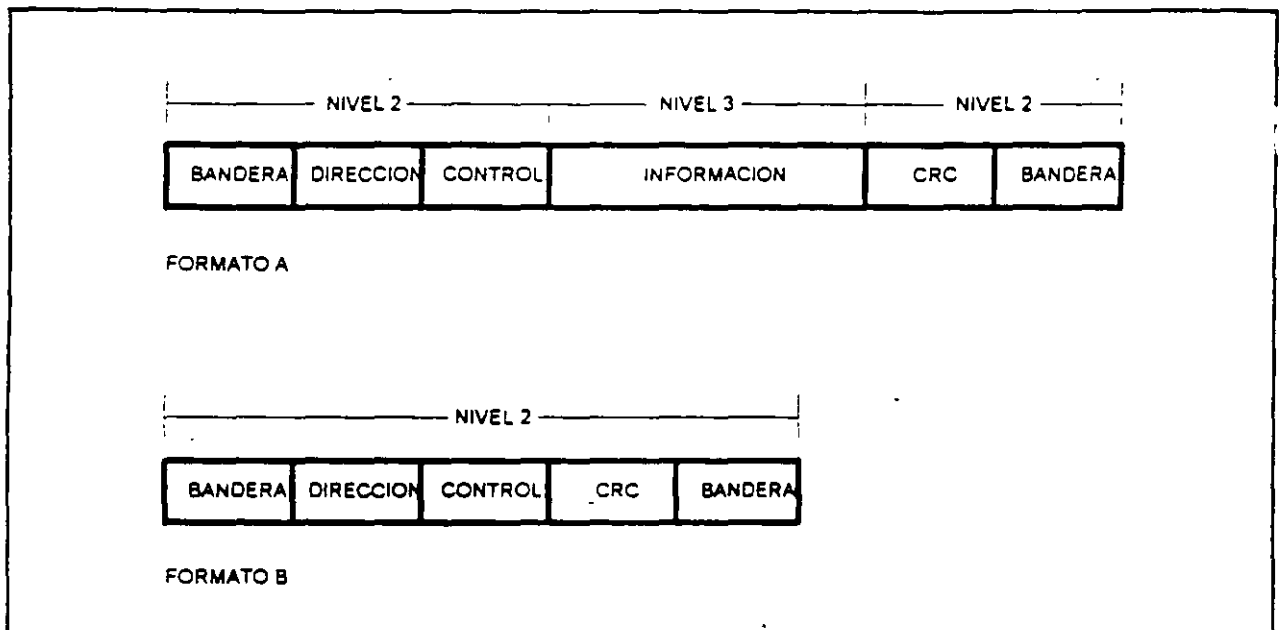 NIVEL 2 NIVEL 3 NIVEL 2
BANDERA DIRECCION CONTROL INFORMACION CRC BANDERA
FORMATO A
NIVEL 2
BANDERA DIRECCION CONTROL CRC BANDERA
FORMATO B